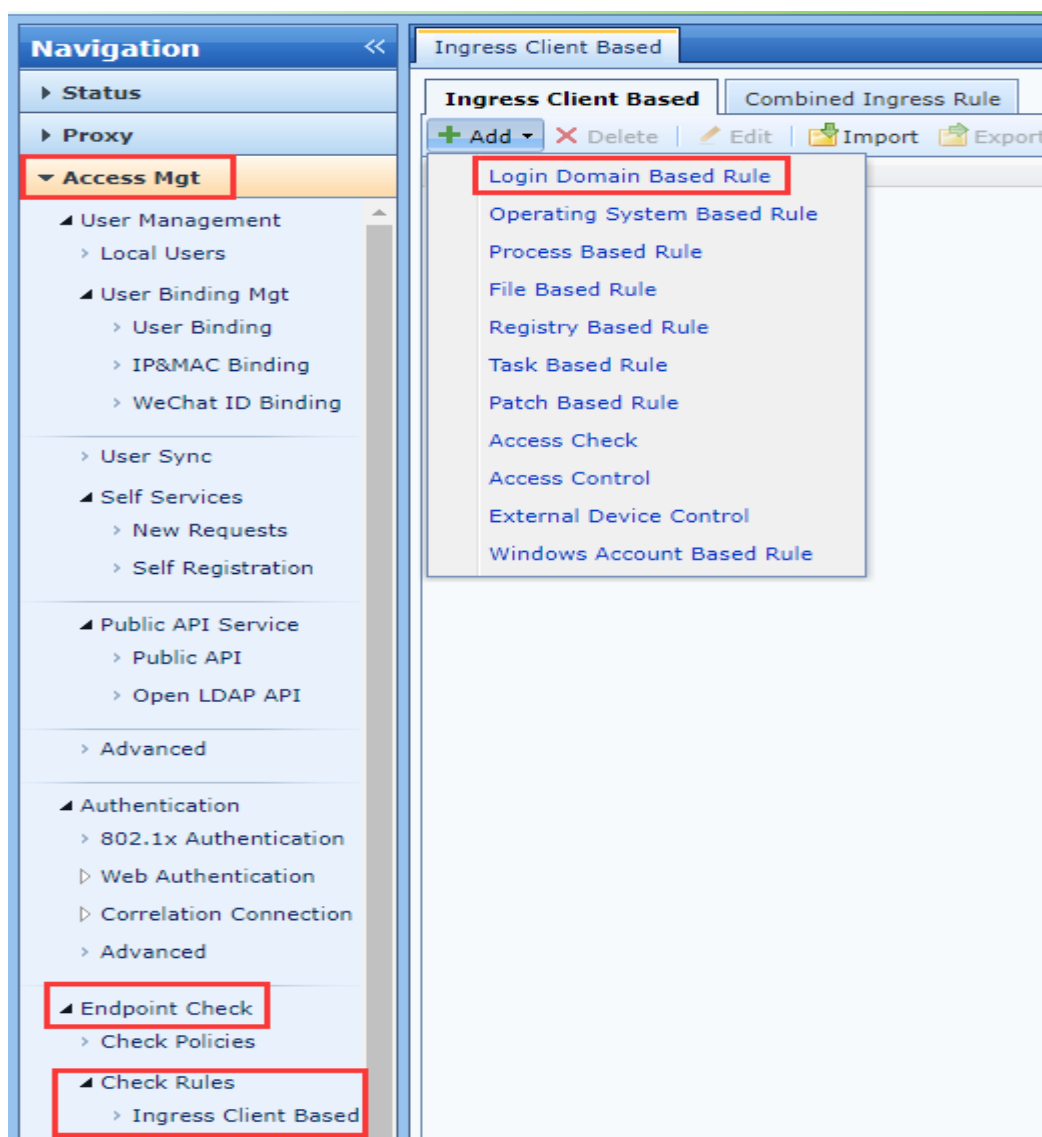 Navigation
Status
Proxy
Access Mgt
User Management
Local Users
User Binding Mgt
User Binding
IP&MAC Binding
WeChat ID Binding
User Sync
Self Services
New Requests
Self Registration
Public API Service
Public API
Open LDAP API
Advanced
Authentication
802.1x Authentication
Web Authentication
Correlation Connection
Advanced
Endpoint Check
Check Policies
Check Rules
Ingress Client Based
Ingress Client Based
Ingress Client Based Combined Ingress Rule
Add Delete Edit Import Export
Login Domain Based Rule
Operating System Based Rule
Process Based Rule
File Based Rule
Registry Based Rule
Task Based Rule
Patch Based Rule
Access Check
Access Control
External Device Control
Windows Account Based Rule